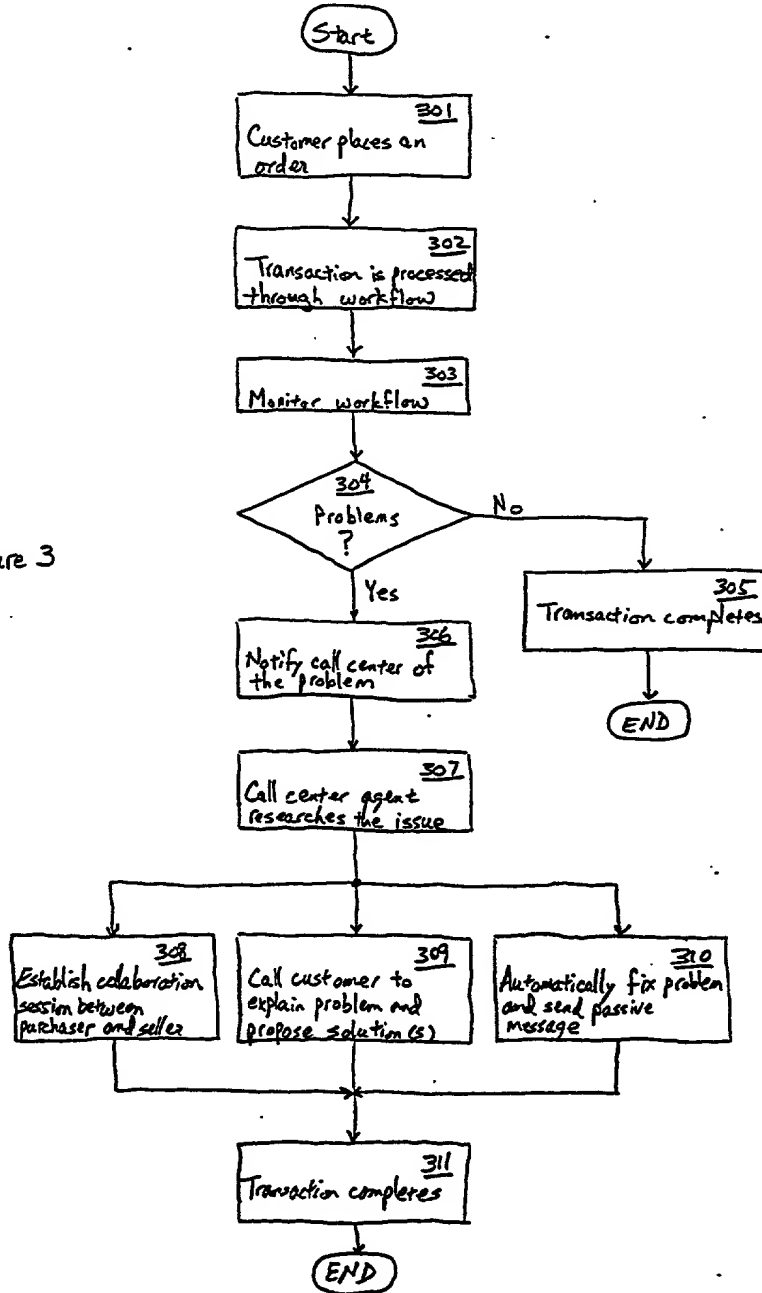 Start
301
Customer places an
order
302
Transaction is processed
through workflow
303
Monitor workflow
304
Problems
?
No
Yes
305
Transaction completes
END
306
Notify call center of
the problem
307
Call center agent
researches the issue
308
Establish collaboration
session between
purchaser and seller
309
Call customer to
explain problem and
propose solution(s)
310
Automatically fix problem
and send passive
message
311
Transaction completes
END
ure 3